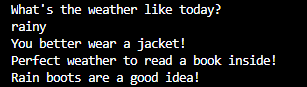 What's the weather like today?
rainy
You better wear a jacket!
Perfect weather to read a book inside!
Rain boots are a good idea!